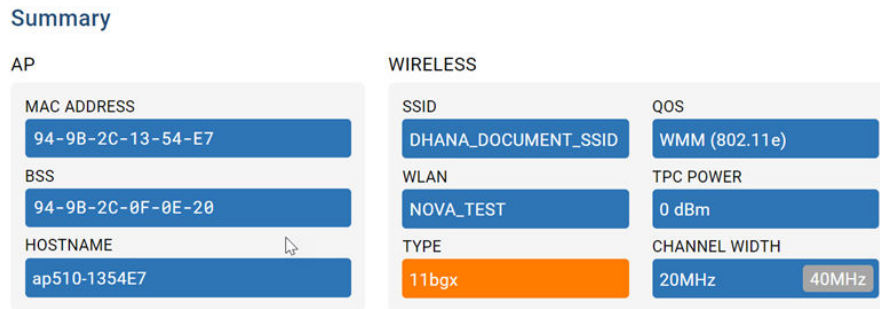 Summary
AP
MAC ADDRESS
94-9B-2C-13-54-E7
BSS
94-9B-2C-0F-0E-20
HOSTNAME
ap510-1354E7
WIRELESS
SSID
DHANA_DOCUMENT_SSID
WLAN
NOVA_TEST
TYPE
11bgx
QOS
WMM (802.11e)
TPC POWER
0 dBm
CHANNEL WIDTH
20MHz 40MHz